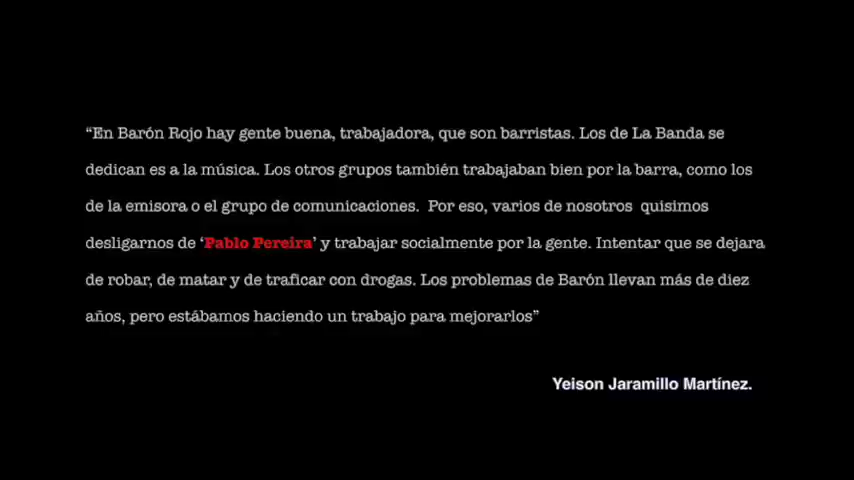 “En Barón Rojo hay gente buena, trabajadora, que son barristas. Los de La Banda se
dedican es a la música. Los otros grupos también trabajaban bien por la barra, como los
de la emisora o el grupo de comunicaciones.  Por eso, varios de nosotros  quisimos
desligarnos de ‘Pablo Pereira’ y trabajar socialmente por la gente. Intentar que se dejara
de robar, de matar y de traficar con drogas. Los problemas de Barón llevan más de diez
años, pero estábamos haciendo un trabajo para mejorarlos”
Yeison Jaramillo Martínez.